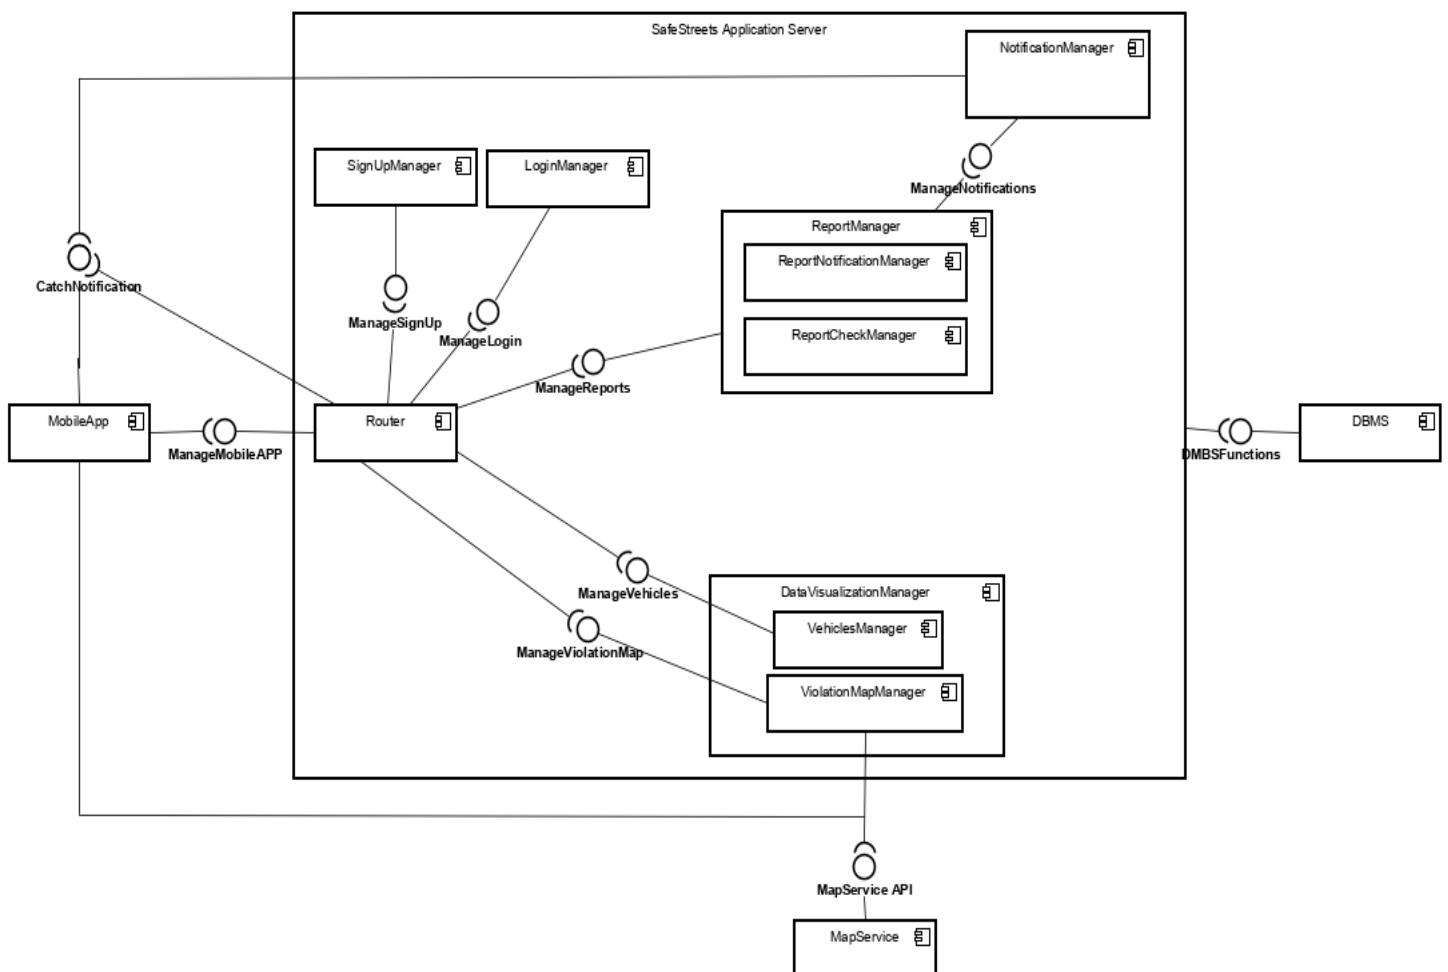 SafeStreets Application Server
NotificationManager
SignUpManager
LoginManager
ManageNotifications
ReportManager
ReportNotificationManager
CatchNotification
ManageSignUp
ManageLogin
ReportCheckManager
ManageReports
MobileApp
Router
DBMS
ManageMobileAPP
DMBSFunctions
ManageVehicles
DataVisualizationManager
VehiclesManager
ManageViolationMap
ViolationMapManager
MapService API
MapService